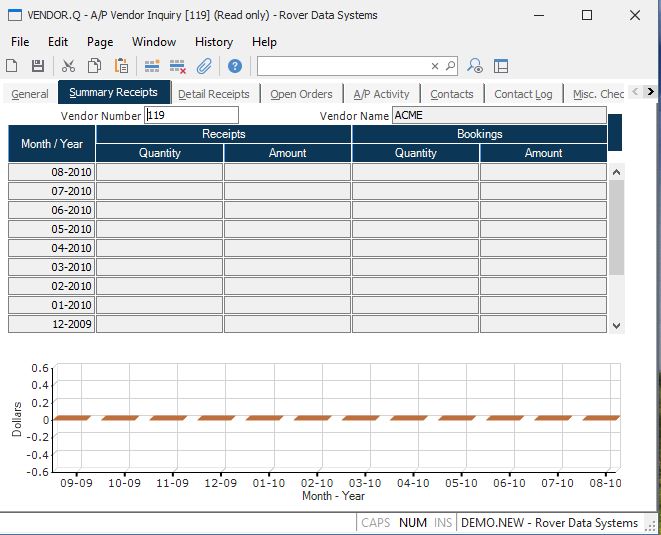 VENDOR.Q - A/P Vendor Inquiry [119] (Read only) - Rover Data Systems
File Edit Page Window History Help
General Summary Receipts Detail Receipts Open Orders A/P Activity Contacts Contact Log Misc. Chec
Vendor Number 119 Vendor Name ACME
Month / Year Receipts Bookings
Quantity Amount Quantity Amount
08-2010
07-2010
06-2010
05-2010
04-2010
03-2010
02-2010
01-2010
12-2009
Dollars
0.6
0.4
0.2
0
-0.2
-0.4
-0.6
09-09 10-09 11-09 12-09 01-10 02-10 03-10 04-10 05-10 06-10 07-10 08-10
Month - Year
CAPS NUM INS DEMO.NEW - Rover Data Systems